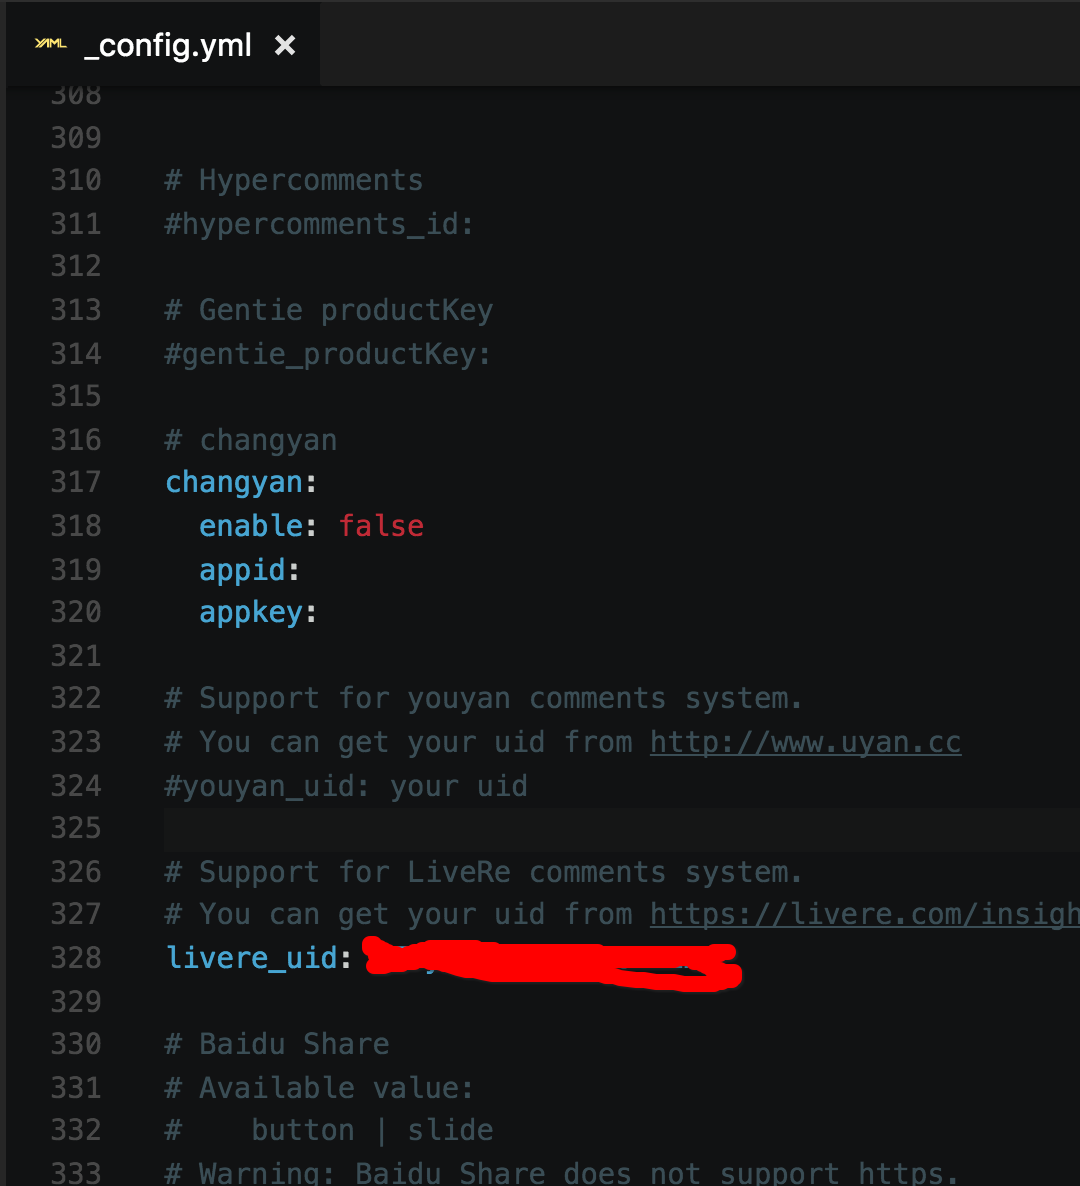 YAML _config.yml ×
308
309
310 # Hypercomments
311 #hypercomments_id:
312
313 # Gentie productKey
314 #gentie_productKey:
315
316 # changyan
317 changyan:
318 enable: false
319 appid:
320 appkey:
321
322 # Support for youyan comments system.
323 # You can get your uid from http://www.uyan.cc
324 #youyan_uid: your uid
325
326 # Support for LiveRe comments system.
327 # You can get your uid from https://livere.com/insigh
328 livere_uid:
329
330 # Baidu Share
331 # Available value:
332 # button | slide
333 # Warning: Baidu Share does not support https.